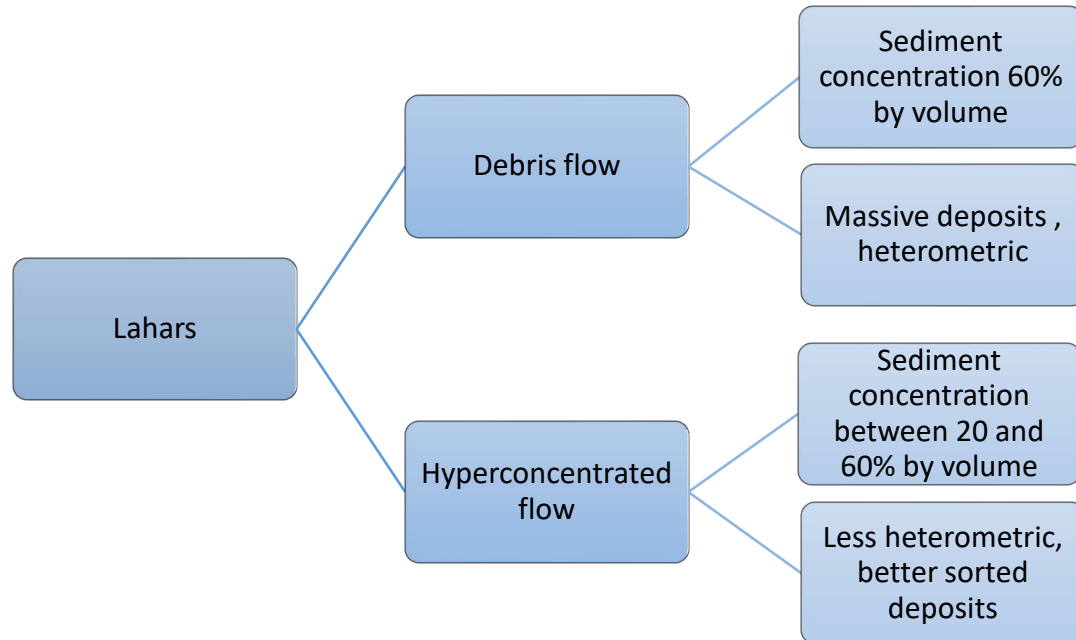 Lahars
Debris flow
Sediment
concentration 60%
by volume
Massive deposits ,
heterometric
Hyperconcentrated
flow
Sediment
concentration
between 20 and
60% by volume
Less heterometric,
better sorted
deposits